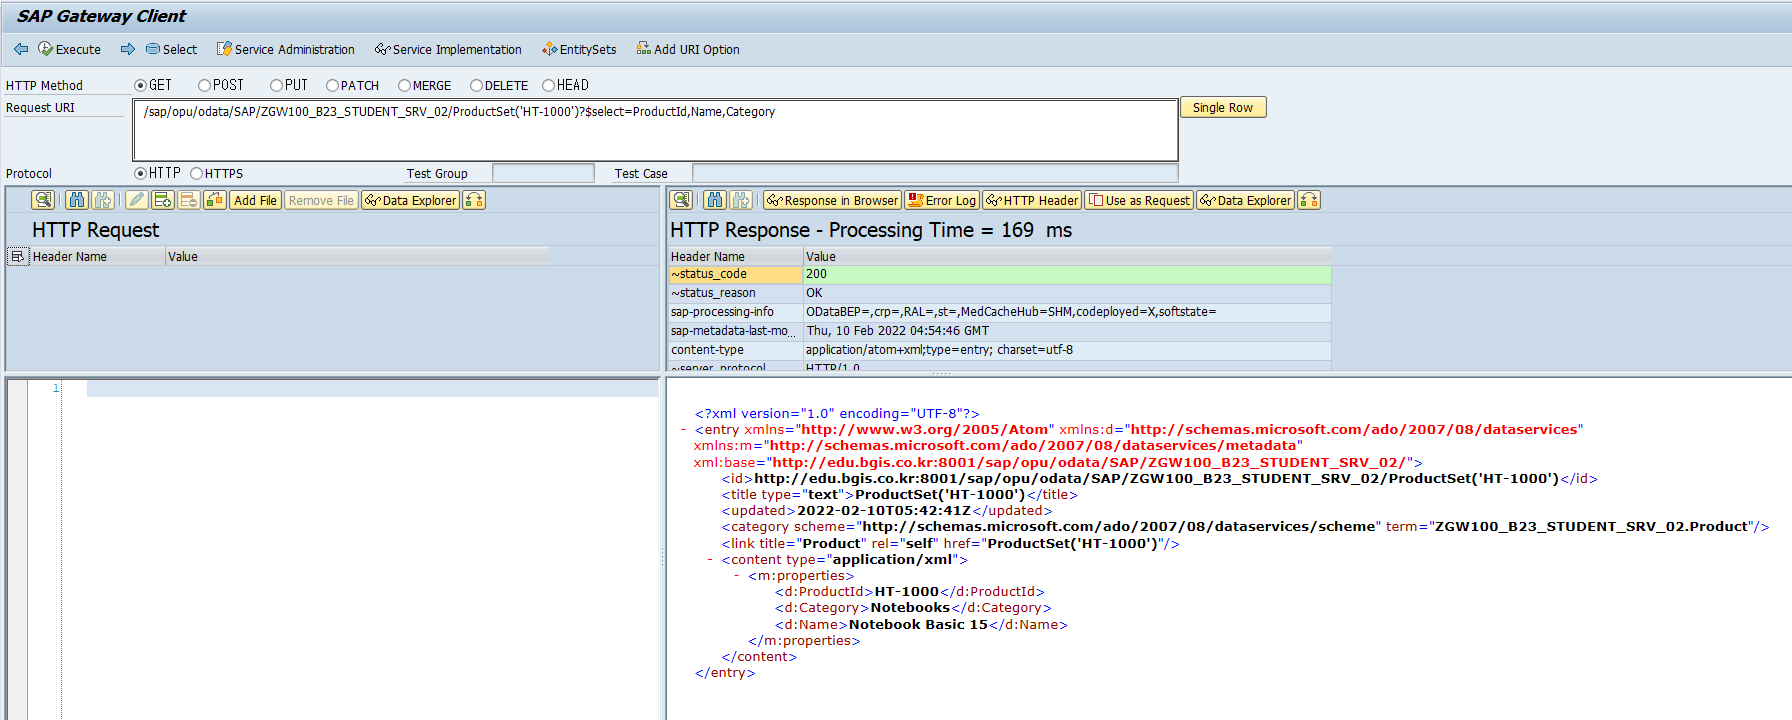 SAP Gateway Client
Execute Select Service Administration Service Implementation EntitySets Add URI Option
HTTP Method GET POST PUT PATCH MERGE DELETE HEAD
Request URI /sap/opu/odata/SAP/ZGW100_B23_STUDENT_SRV_02/ProductSet('HT-1000')?$select=ProductId,Name,Category Single Row
Protocol HTTP HTTPS Test Group Test Case
Add File Remove File Data Explorer
HTTP Request
Header Name Value
1
Response in Browser Error Log HTTP Header Use as Request Data Explorer
HTTP Response - Processing Time = 169 ms
Header Name Value
~status_code 200
~status_reason OK
sap-processing-info ODataBEP=,crp=,RAL=,st=,MedCacheHub=SHM,codeployed=X,softstate=
sap-metadata-last-mo... Thu, 10 Feb 2022 04:54:46 GMT
content-type application/atom+xml;type=entry; charset=utf-8
~server_protocol HTTP/1.0
<?xml version="1.0" encoding="UTF-8"?>
- <entry xmlns="http://www.w3.org/2005/Atom" xmlns:d="http://schemas.microsoft.com/ado/2007/08/dataservices"
xmlns:m="http://schemas.microsoft.com/ado/2007/08/dataservices/metadata"
xml:base="http://edu.bgis.co.kr:8001/sap/opu/odata/SAP/ZGW100_B23_STUDENT_SRV_02/">
<id>http://edu.bgis.co.kr:8001/sap/opu/odata/SAP/ZGW100_B23_STUDENT_SRV_02/ProductSet('HT-1000')</id>
<title type="text">ProductSet('HT-1000')</title>
<updated>2022-02-10T05:42:41Z</updated>
<category scheme="http://schemas.microsoft.com/ado/2007/08/dataservices/scheme" term="ZGW100_B23_STUDENT_SRV_02.Product"/>
<link title="Product" rel="self" href="ProductSet('HT-1000')"/>
- <content type="application/xml">
- <m:properties>
<d:ProductId>HT-1000</d:ProductId>
<d:Category>Notebooks</d:Category>
<d:Name>Notebook Basic 15</d:Name>
</m:properties>
</content>
</entry>